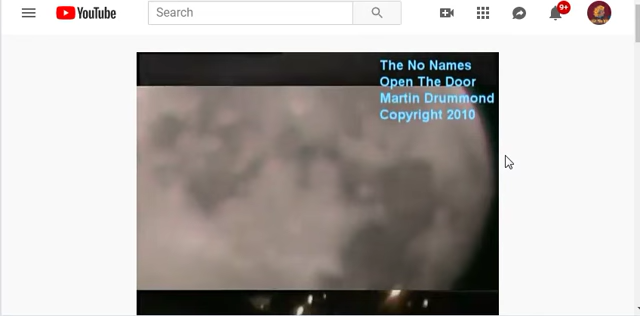 YouTube
Search
9+
The No Names
Open The Door
Martin Drummond
Copyright 2010